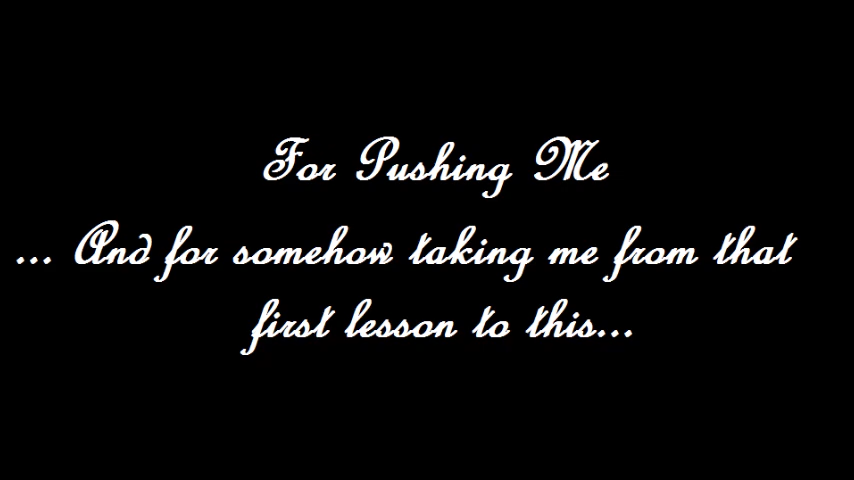 For Pushing Me
... And for somehow taking me from that
first lesson to this...